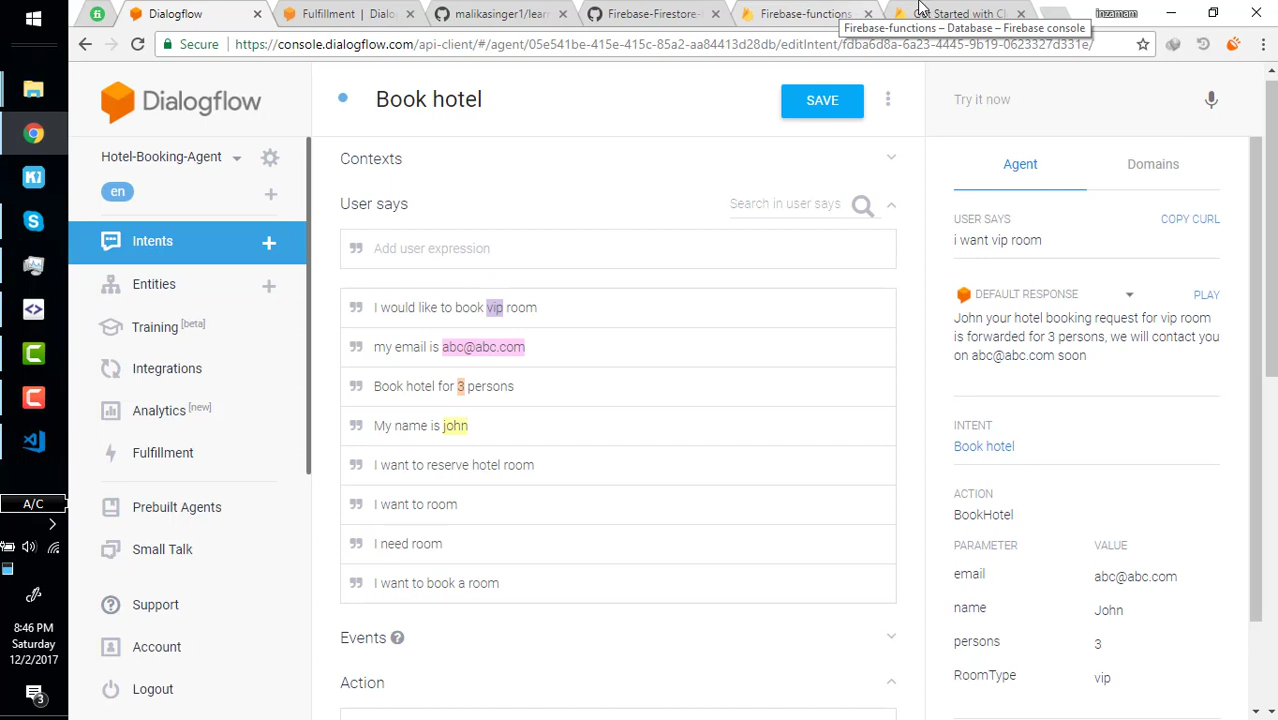 Dialogflow
Fulfillment | Dialo
malikasinger1/lear
Firebase-Firestore-
Firebase-functions
Get Started with Cl
inzamam
Firebase-functions – Database – Firebase console
Secure
https://console.dialogflow.com/api-client/#/agent/05e541be-415e-415c-85a2-aa84413d28db/editIntent/fdba6d8a-6a23-4445-9b19-0623327d331e/
Dialogflow
Book hotel
SAVE
Try it now
Hotel-Booking-Agent
en
Intents
Entities
Training [beta]
Integrations
Analytics [new]
Fulfillment
Prebuilt Agents
Small Talk
Support
Account
Logout
Contexts
User says
Search in user says
Add user expression
I would like to book vip room
my email is abc@abc.com
Book hotel for 3 persons
My name is john
I want to reserve hotel room
I want to room
I need room
I want to book a room
Events
Action
Agent
Domains
USER SAYS
COPY CURL
i want vip room
DEFAULT RESPONSE
PLAY
John your hotel booking request for vip room
is forwarded for 3 persons, we will contact you
on abc@abc.com soon
INTENT
Book hotel
ACTION
BookHotel
PARAMETER
VALUE
email
abc@abc.com
name
John
persons
3
RoomType
vip
A/C
8:46 PM
Saturday
12/2/2017
3